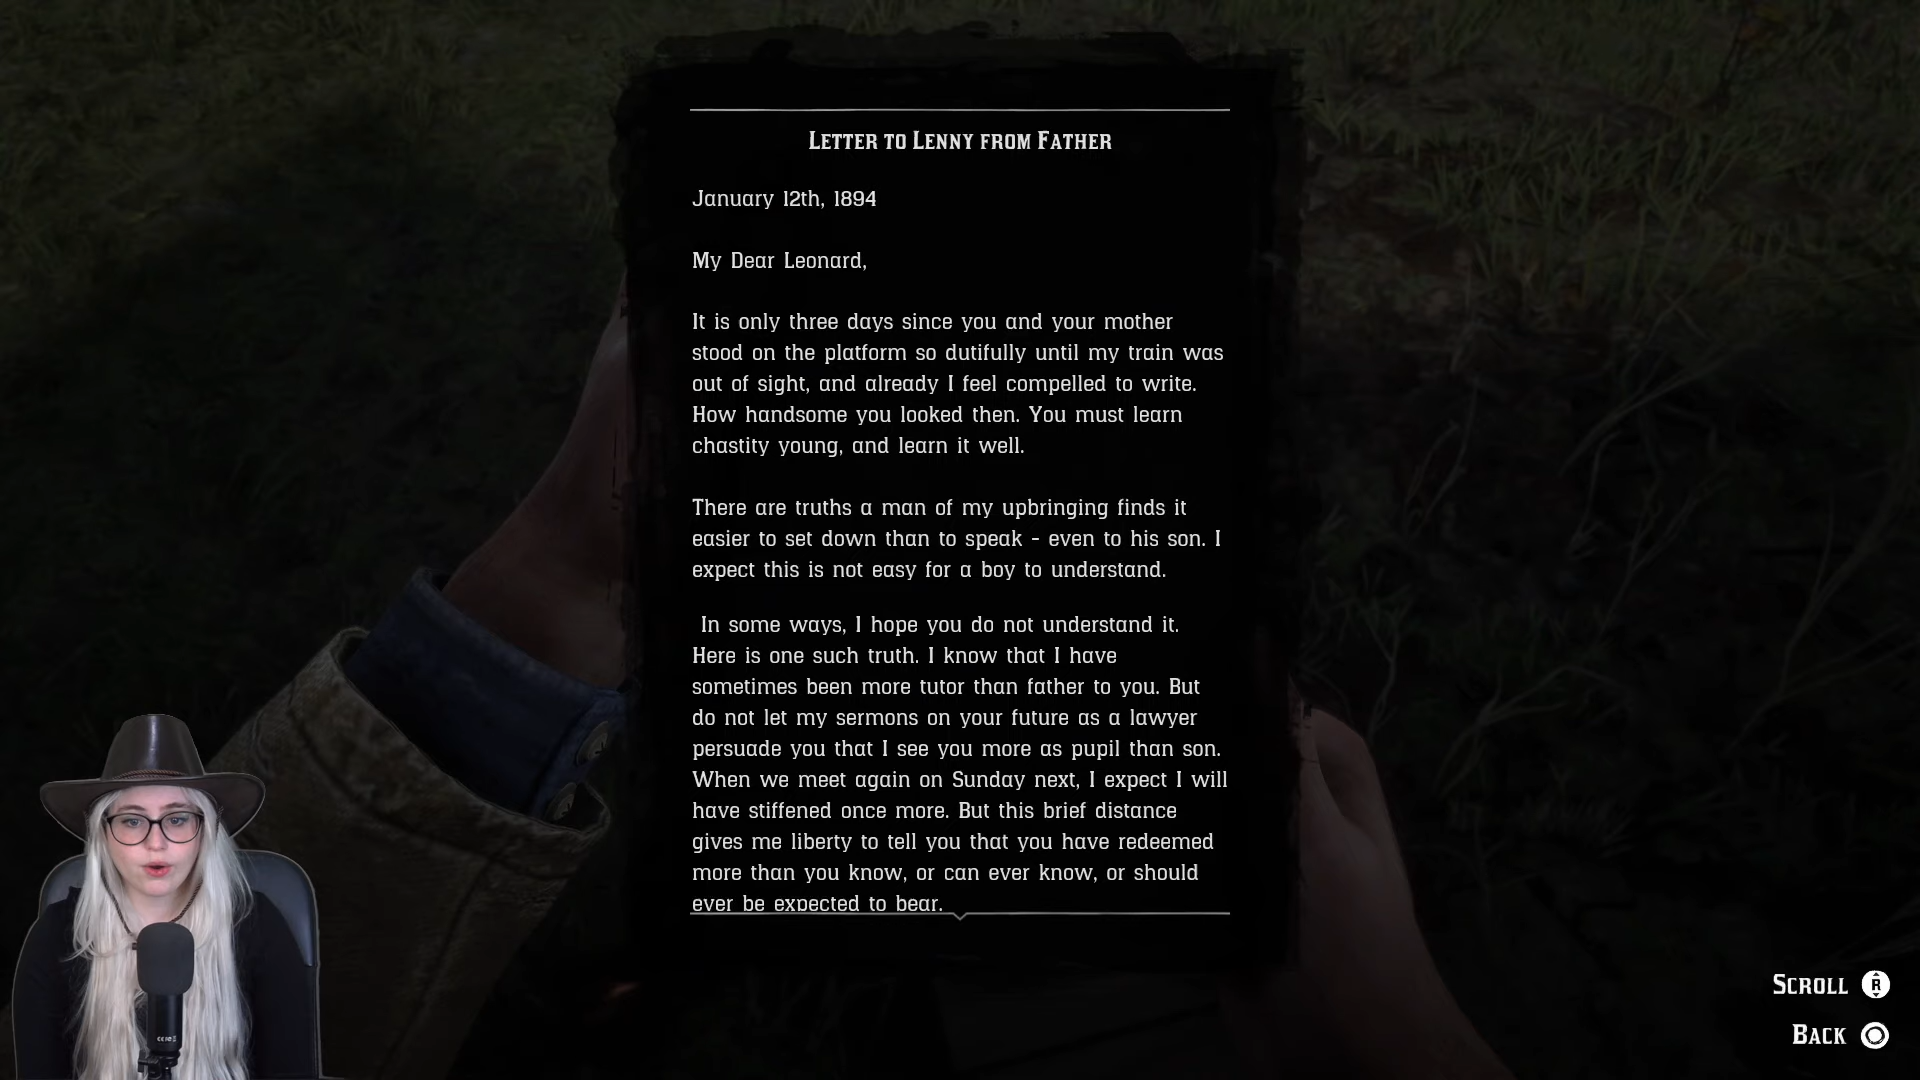 Letter to Lenny from Father
January 12th, 1894
My Dear Leonard,
It is only three days since you and your mother
stood on the platform so dutifully until my train was
out of sight, and already I feel compelled to write.
How handsome you looked then. You must learn
chastity young, and learn it well.
There are truths a man of my upbringing finds it
easier to set down than to speak - even to his son. I
expect this is not easy for a boy to understand.
In some ways, I hope you do not understand it.
Here is one such truth. I know that I have
sometimes been more tutor than father to you. But
do not let my sermons on your future as a lawyer
persuade you that I see you more as pupil than son.
When we meet again on Sunday next, I expect I will
have stiffened once more. But this brief distance
gives me liberty to tell you that you have redeemed
more than you know, or can ever know, or should
ever be expected to bear.
Scroll R
Back